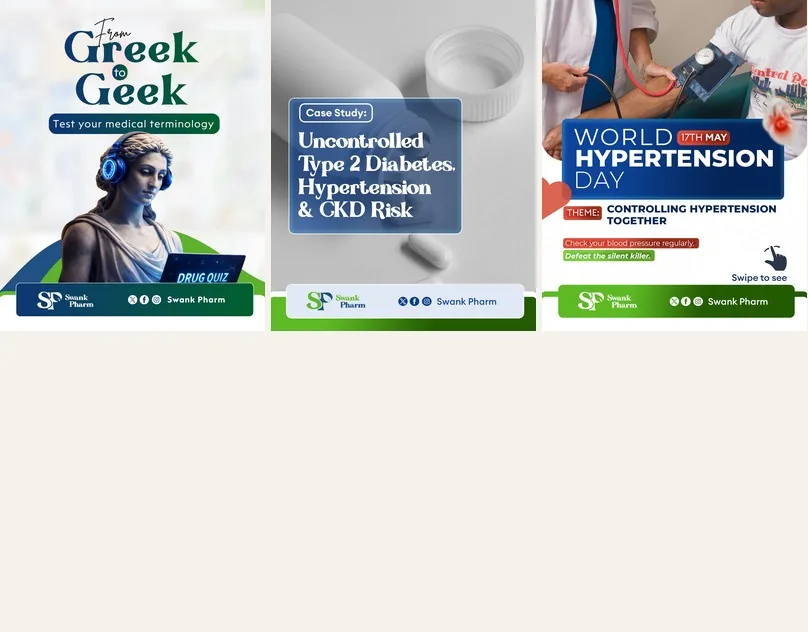 From
Greek
to
Geek
Test your medical terminology
DRUG QUIZ
SP Swank
Pharm
Swank Pharm
Case Study:
Uncontrolled
Type 2 Diabetes,
Hypertension
& CKD Risk
SP Swank
Pharm
Swank Pharm
WORLD 17TH MAY
HYPERTENSION
DAY
THEME: CONTROLLING HYPERTENSION
TOGETHER
Check your blood pressure regularly,
Defeat the silent killer.
Swipe to see
SP Swank
Pharm
Swank Pharm